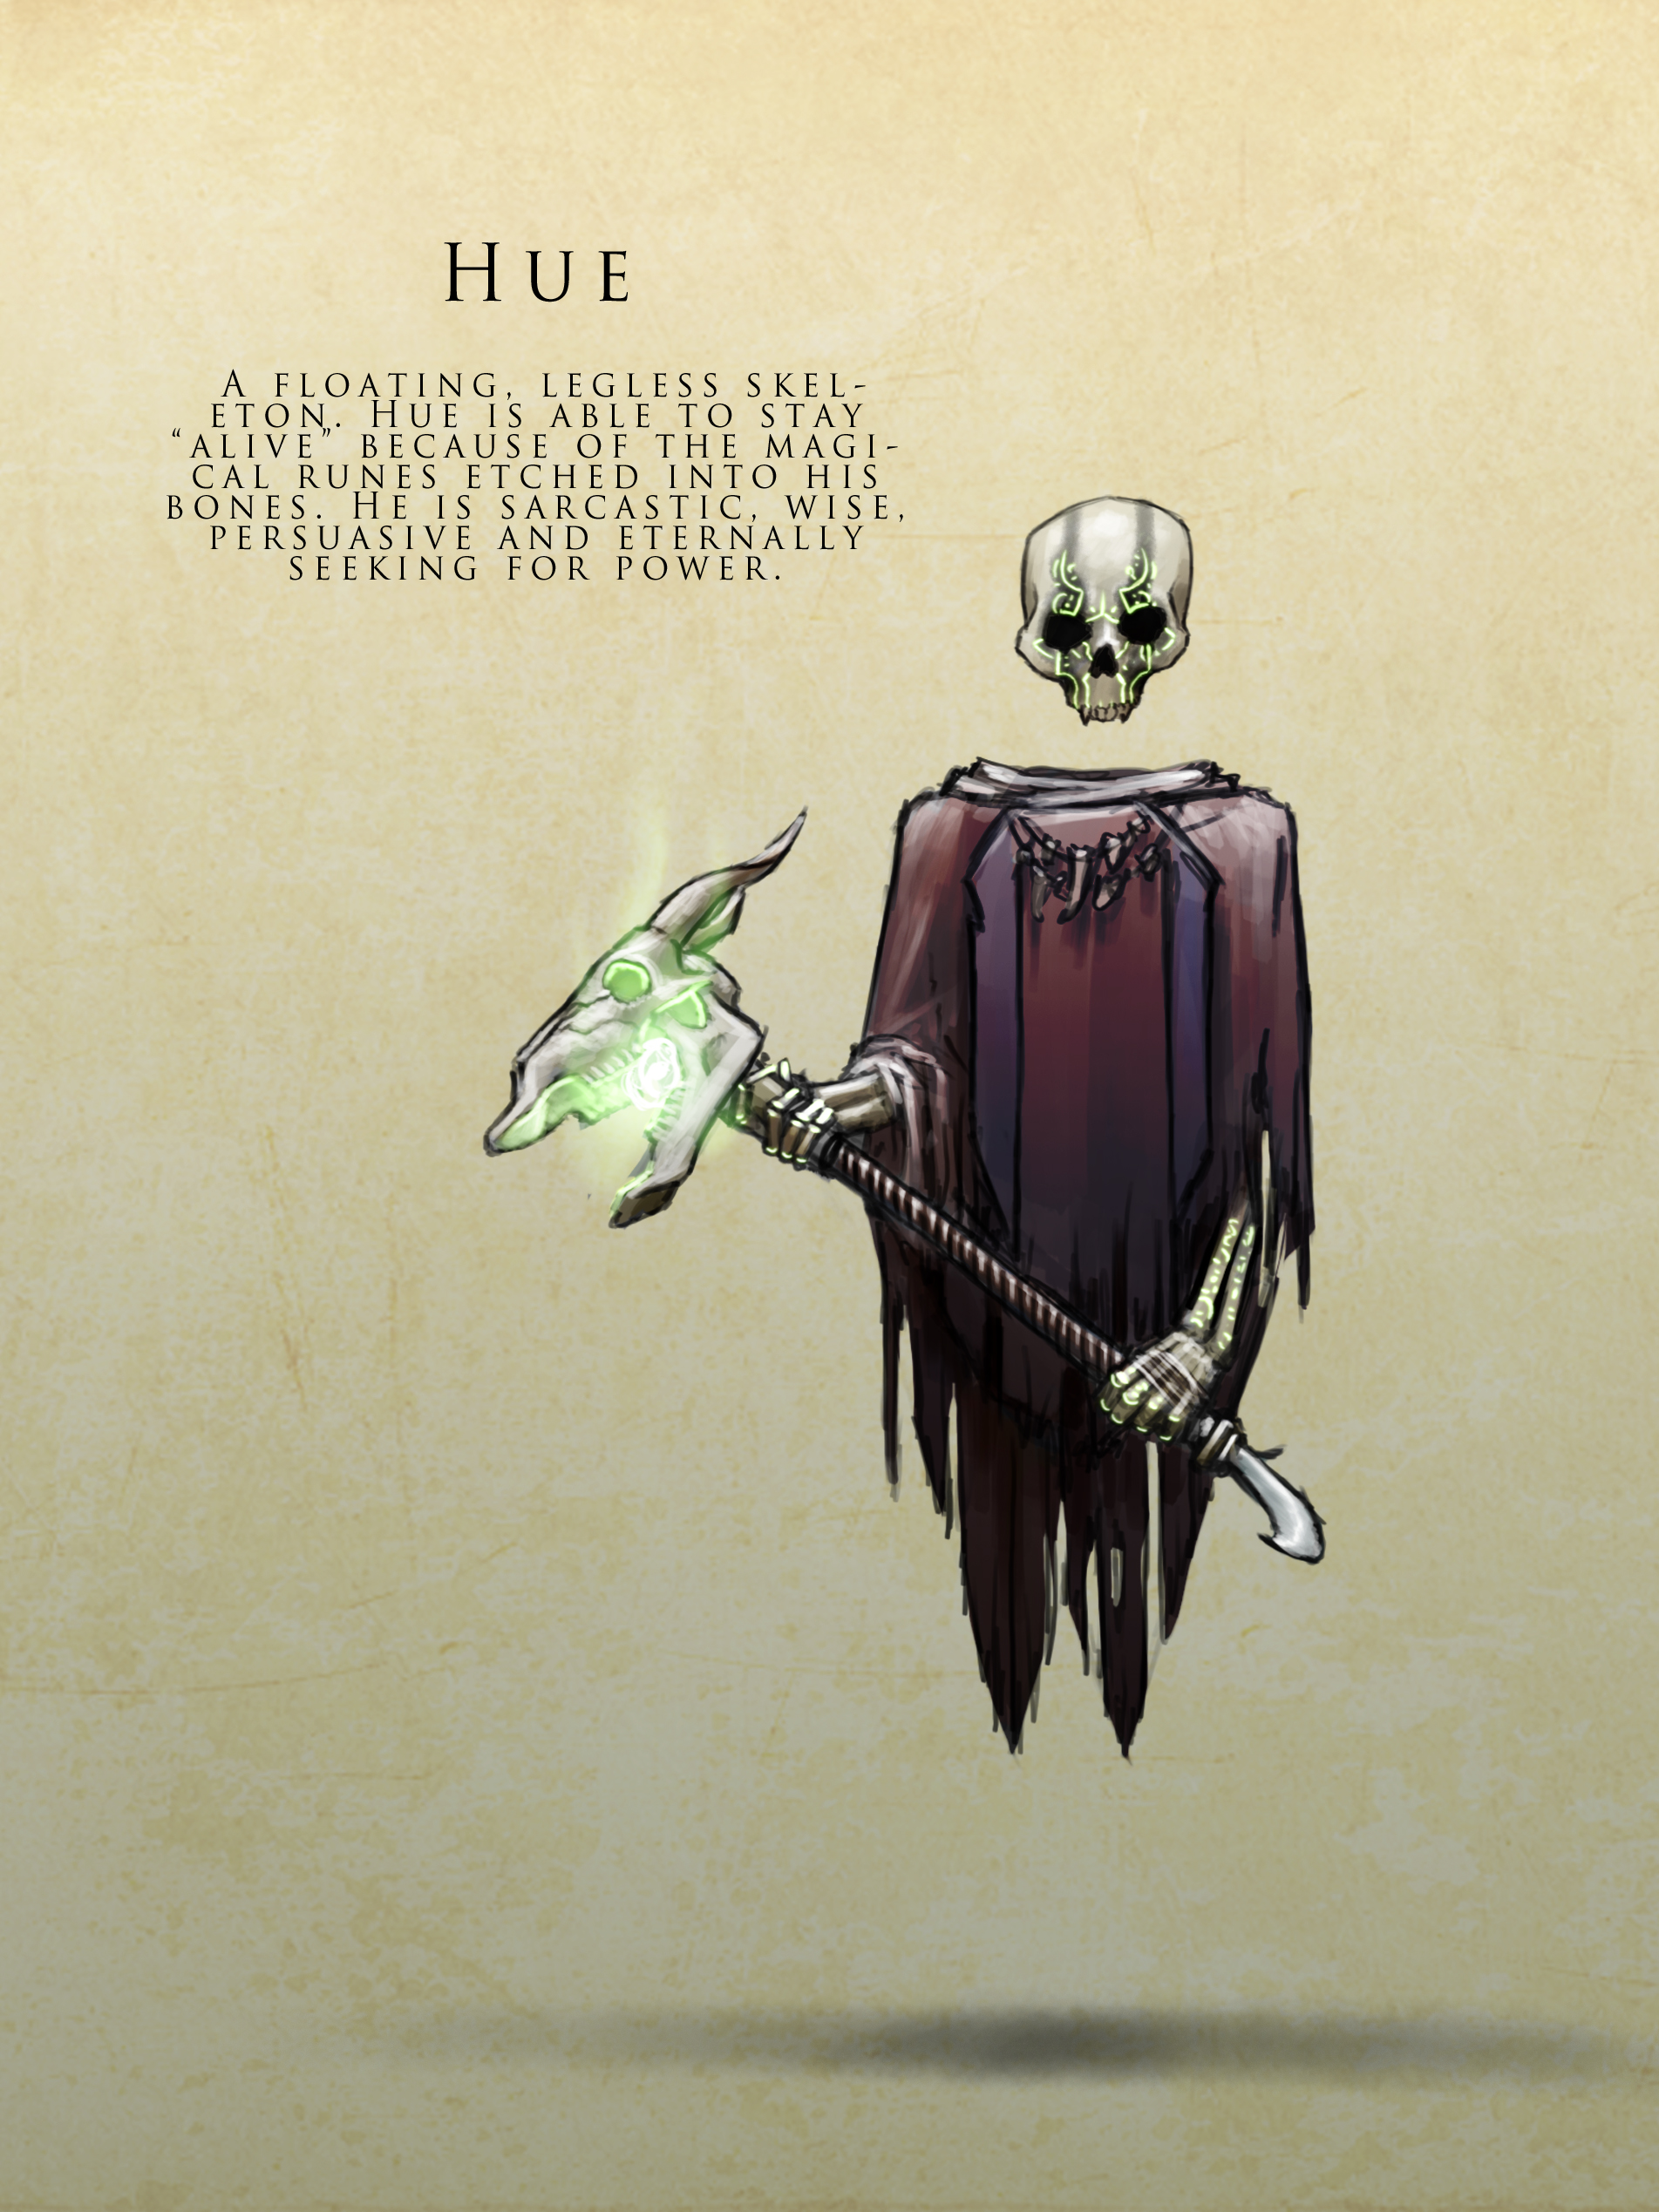 Hue
A floating, legless skel-
eton. Hue is able to stay
“alive” because of the magi-
cal runes etched into his
bones. He is sarcastic, wise,
persuasive and eternally
seeking for power.